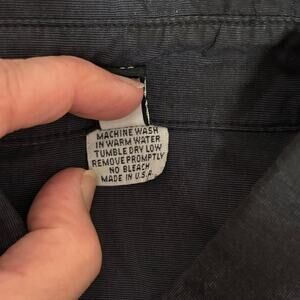 MACHINE WASH
IN WARM WATER
TUMBLE DRY LOW
REMOVE PROMPTLY
NO BLEACH
MADE IN U.S.A.